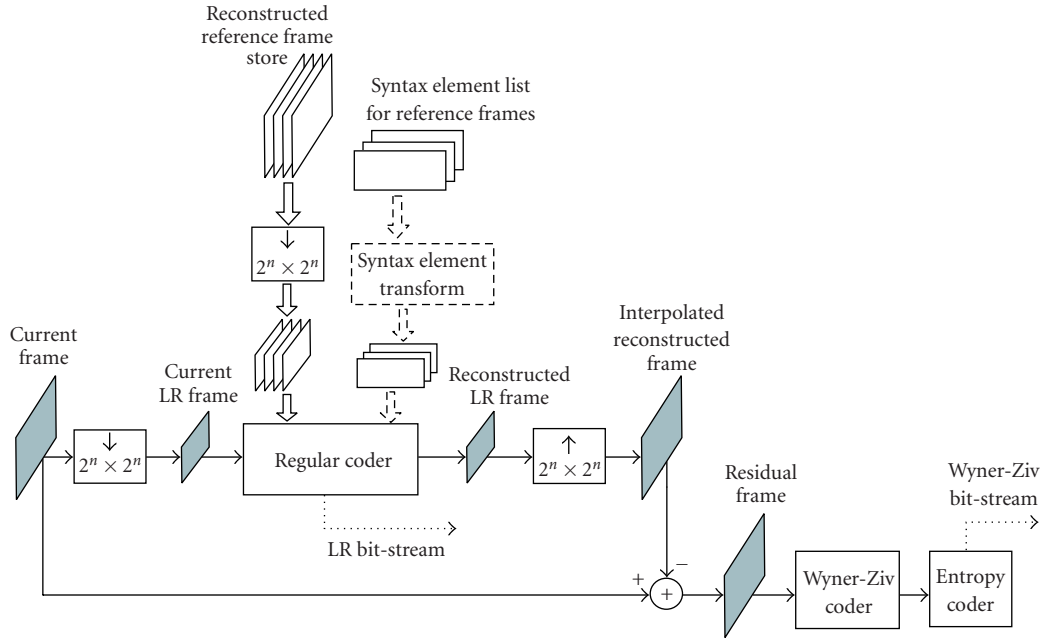 Reconstructed
reference frame
store
Syntax element list
for reference frames
↓
2ⁿ × 2ⁿ
Syntax element
transform
Current
frame
Current
LR frame
Reconstructed
LR frame
Interpolated
reconstructed
frame
↓
2ⁿ × 2ⁿ
Regular coder
↑
2ⁿ × 2ⁿ
LR bit-stream
Residual
frame
Wyner-Ziv
bit-stream
+
−
+
Wyner-Ziv
coder
Entropy
coder